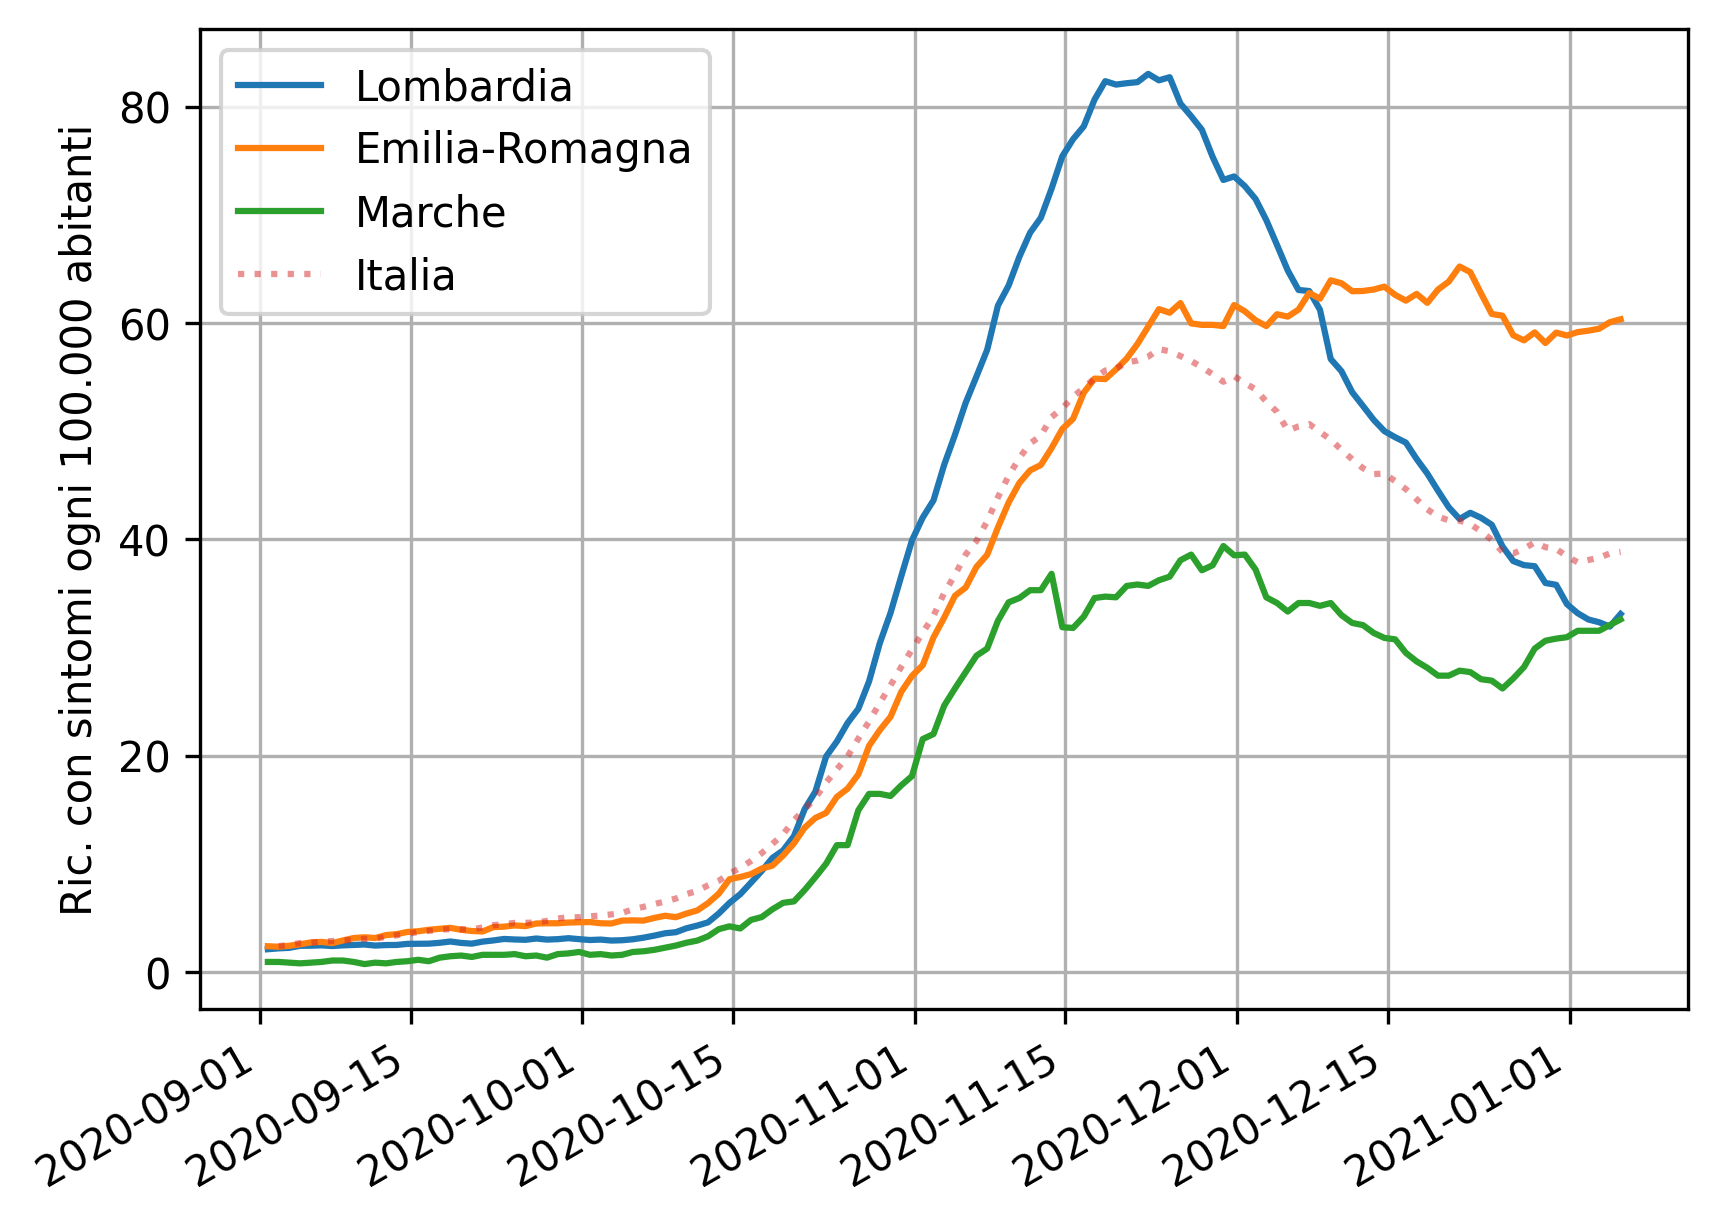 Lombardia
Emilia-Romagna
Marche
Italia
Ric. con sintomi ogni 100.000 abitanti
80
60
40
20
0
2020-09-01
2020-09-15
2020-10-01
2020-10-15
2020-11-01
2020-11-15
2020-12-01
2020-12-15
2021-01-01